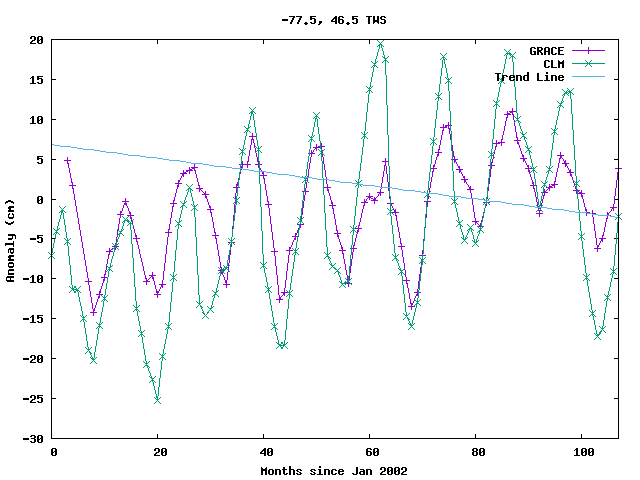 -77.5, 46.5 TWS
GRACE
CLM
Trend Line
20
15
10
5
0
-5
-10
-15
-20
-25
-30
Anomaly (cm)
0 20 40 60 80 100
Months since Jan 2002